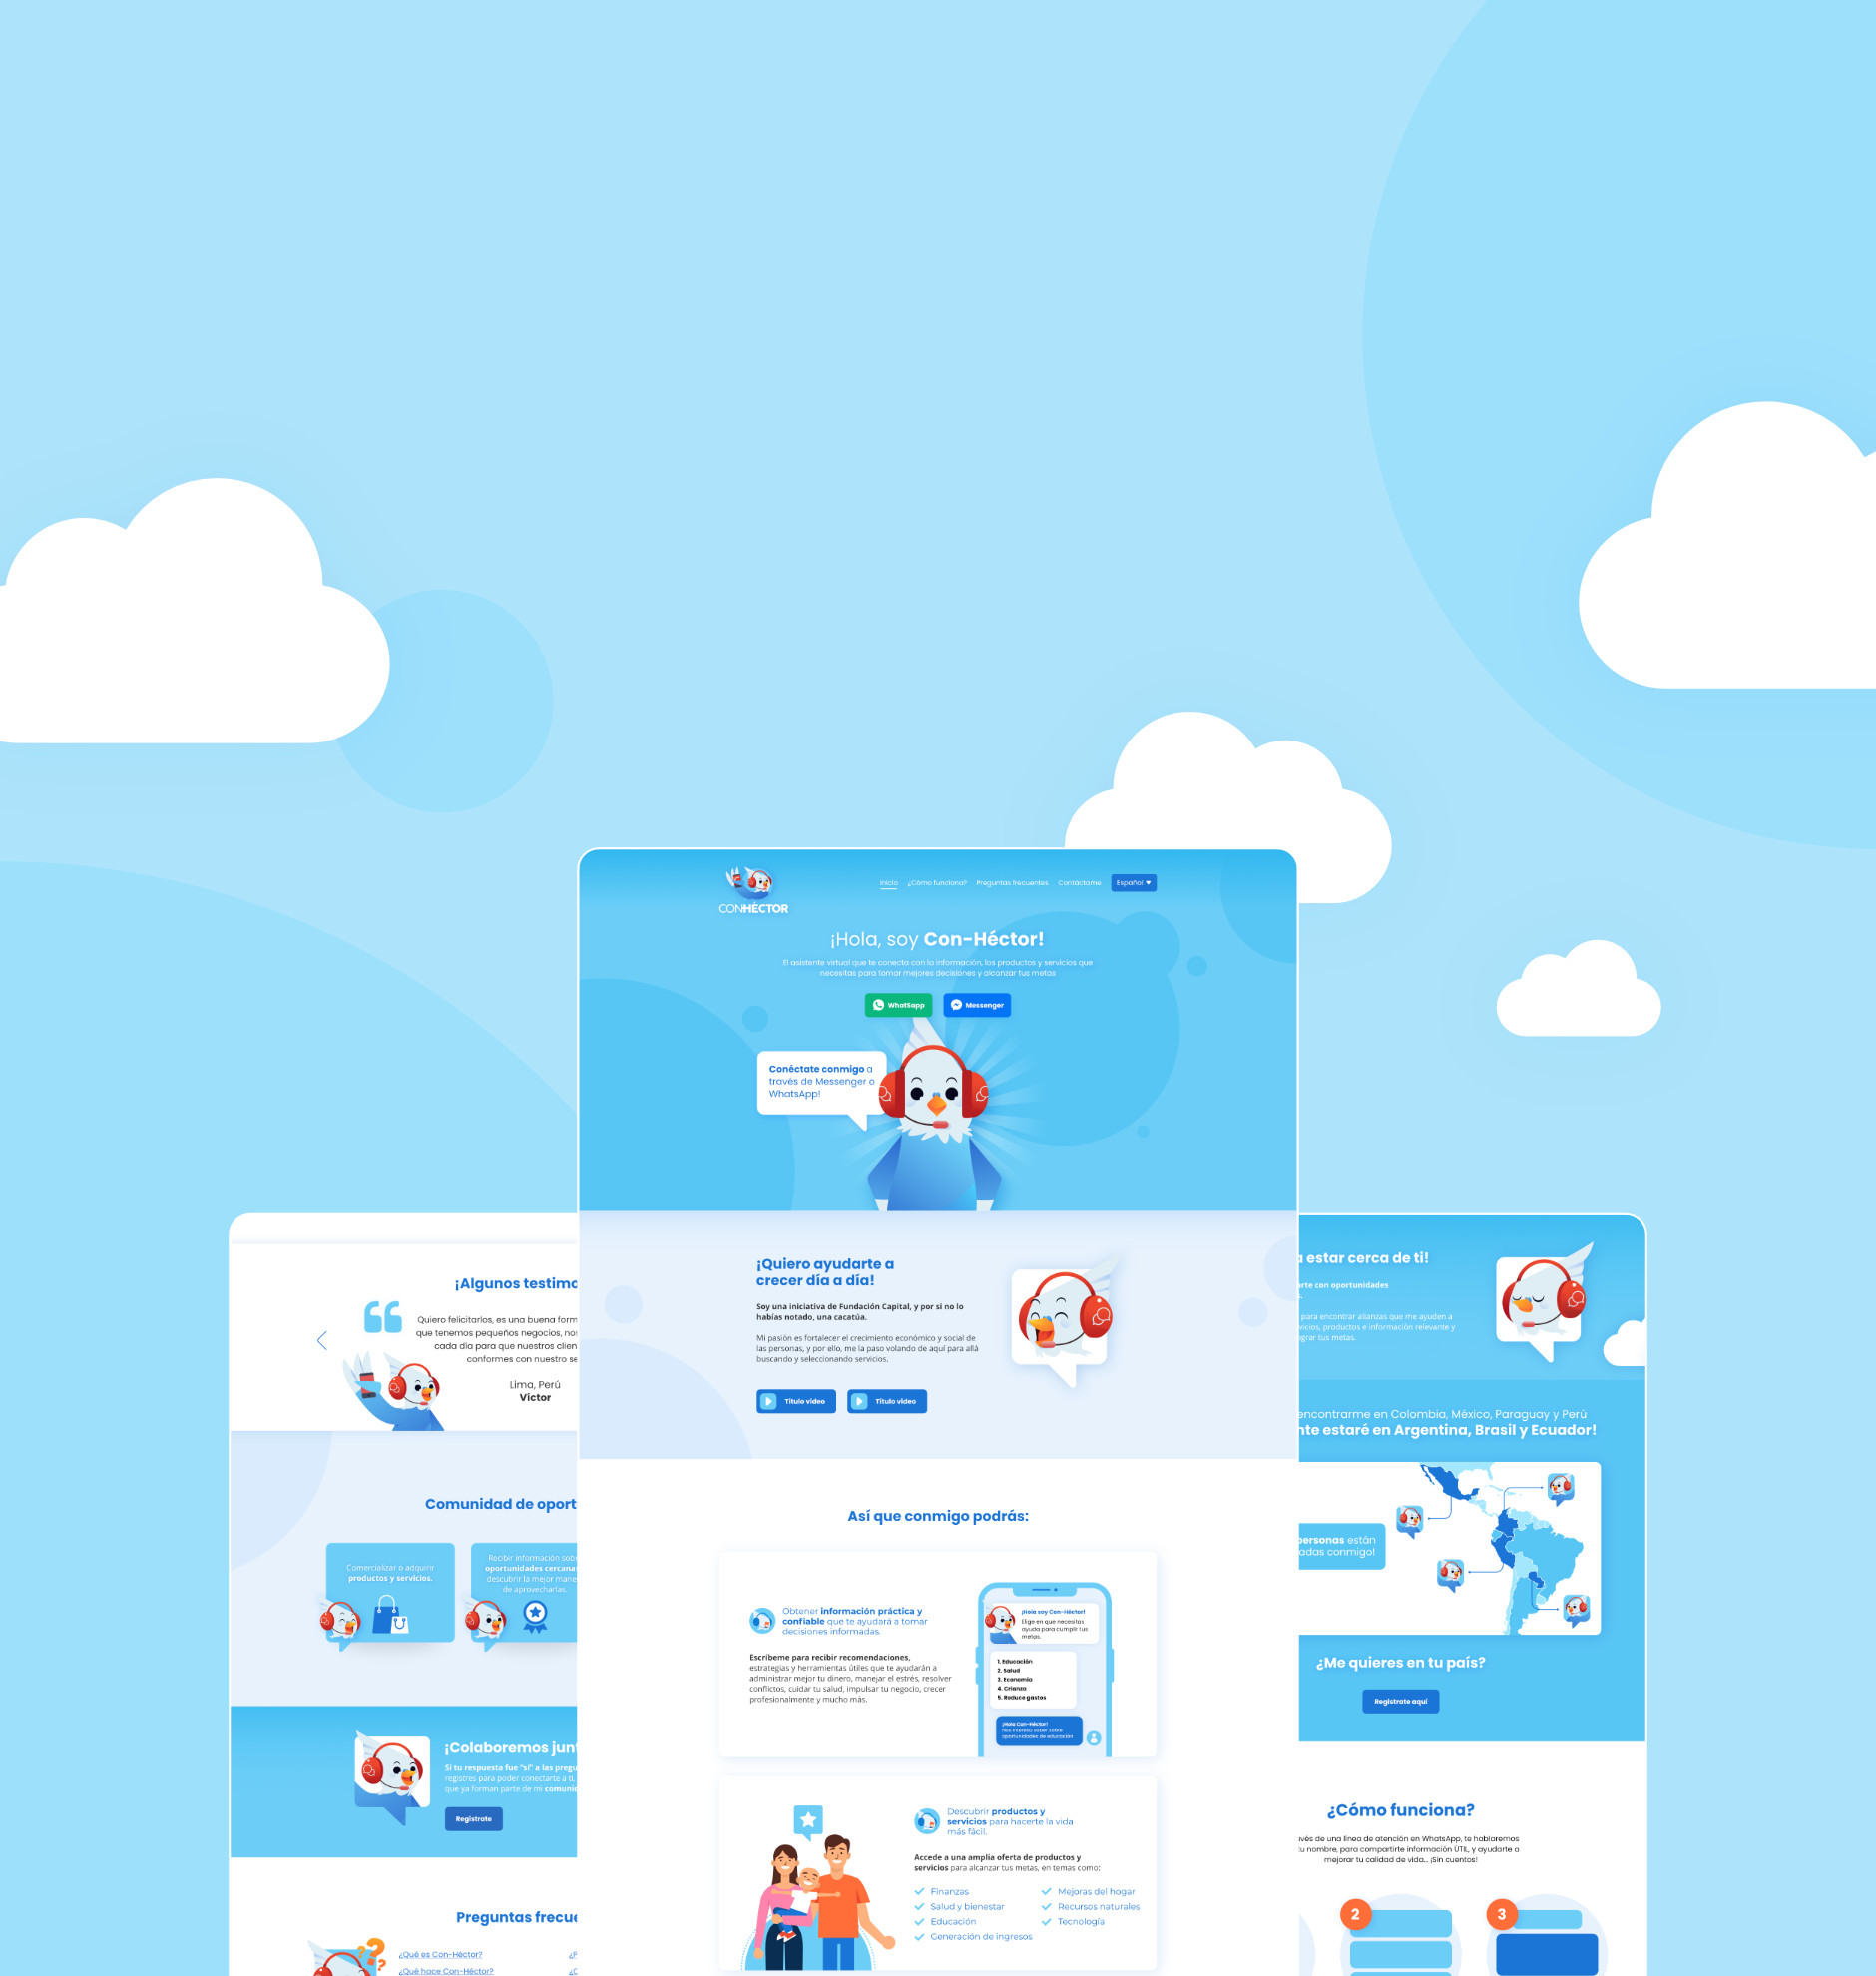 CONHÉCTOR
Inicio
¿Cómo funciona?
Preguntas frecuentes
Contáctame
Español
¡Hola, soy Con-Héctor!
El asistente virtual que te conecta con la información, los productos y servicios que
necesitas para tomar mejores decisiones y alcanzar tus metas
WhatSapp
Messenger
Conéctate conmigo a
través de Messenger o
WhatsApp!
¡Quiero ayudarte a
crecer día a día!
Soy una iniciativa de Fundación Capital, y por si no lo
habías notado, una cacatúa.
Mi pasión es fortalecer el crecimiento económico y social de
las personas, y por ello, me la paso volando de aquí para allá
buscando y seleccionando servicios.
Título video
Título video
Así que conmigo podrás:
Obtener información práctica y
confiable que te ayudará a tomar
decisiones informadas.
Escríbeme para recibir recomendaciones,
estrategias y herramientas útiles que te ayudarán a
administrar mejor tu dinero, manejar el estrés, resolver
conflictos, cuidar tu salud, impulsar tu negocio, crecer
profesionalmente y mucho más.
¡Hola soy Con-Héctor!
Elige en que necesitas
ayuda para cumplir tus
metas.
1. Educación
2. Salud
3. Economía
4. Crianza
5. Reduce gastos
¡Hola Con-Héctor!
Nos interesa saber sobre
oportunidades de educación
Descubrir productos y
servicios para hacerte la vida
más fácil.
Accede a una amplia oferta de productos y
servicios para alcanzar tus metas, en temas como:
Finanzas
Salud y bienestar
Educación
Generación de ingresos
Mejoras del hogar
Recursos naturales
Tecnología
¡Algunos testimo
Quiero felicitarlos, es una buena form
que tenemos pequeños negocios, no
cada día para que nuestros clien
conformes con nuestro se
Lima, Perú
Víctor
Comunidad de oport
Comercializar o adquirir
productos y servicios.
Recibir información sob
oportunidades cercana
descubrir la mejor mane
de aprovecharlas.
¡Colaboremos junt
Si tu respuesta fue "sí" a las pregu
registres para poder conectarte a ti,
que ya forman parte de mi comuni
Regístrate
Preguntas frecue
¿Qué es Con-Héctor?
¿Qué hace Con-Héctor?
estar cerca de ti!
rte con oportunidades
para encontrar alianzas que me ayuden a
vicios, productos e información relevante y
ograr tus metas.
encontrarme en Colombia, México, Paraguay y Perú
nte estaré en Argentina, Brasil y Ecuador!
personas están
adas conmigo!
¿Me quieres en tu país?
Regístrate aquí
¿Cómo funciona?
vés de una línea de atención en WhatsApp, te hablaremos
u nombre, para compartirte información ÚTIL, y ayudarte a
mejorar tu calidad de vida... ¡Sin cuentos!
2
3